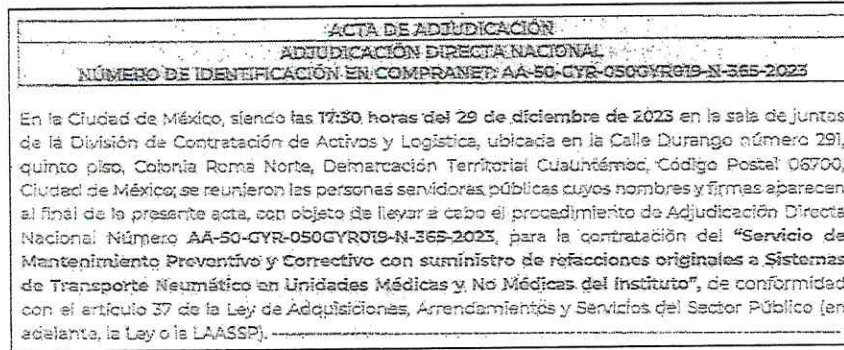 ACTA DE ADJUDICACIÓN
ADJUDICACIÓN DIRECTA NACIONAL
NÚMERO DE IDENTIFICACIÓN EN COMPRANET: AA-50-GYR-050GYR019-N-365-2023
En la Ciudad de México, siendo las 17:30 horas del 29 de diciembre de 2023 en la sala de juntas
de la División de Contratación de Activos y Logística, ubicada en la Calle Durango número 291,
quinto piso, Colonia Roma Norte, Demarcación Territorial Cuauhtémoc, Código Postal 06700,
Ciudad de México; se reunieron las personas servidoras públicas cuyos nombres y firmas aparecen
al final de la presente acta, con objeto de llevar a cabo el procedimiento de Adjudicación Directa
Nacional Número AA-50-GYR-050GYR019-N-365-2023, para la contratación del "Servicio de
Mantenimiento Preventivo y Correctivo con suministro de refacciones originales a Sistemas
de Transporte Neumático en Unidades Médicas y No Médicas del Instituto", de conformidad
con el artículo 37 de la Ley de Adquisiciones, Arrendamientos y Servicios del Sector Público (en
adelante, la Ley o la LAASSP). ---